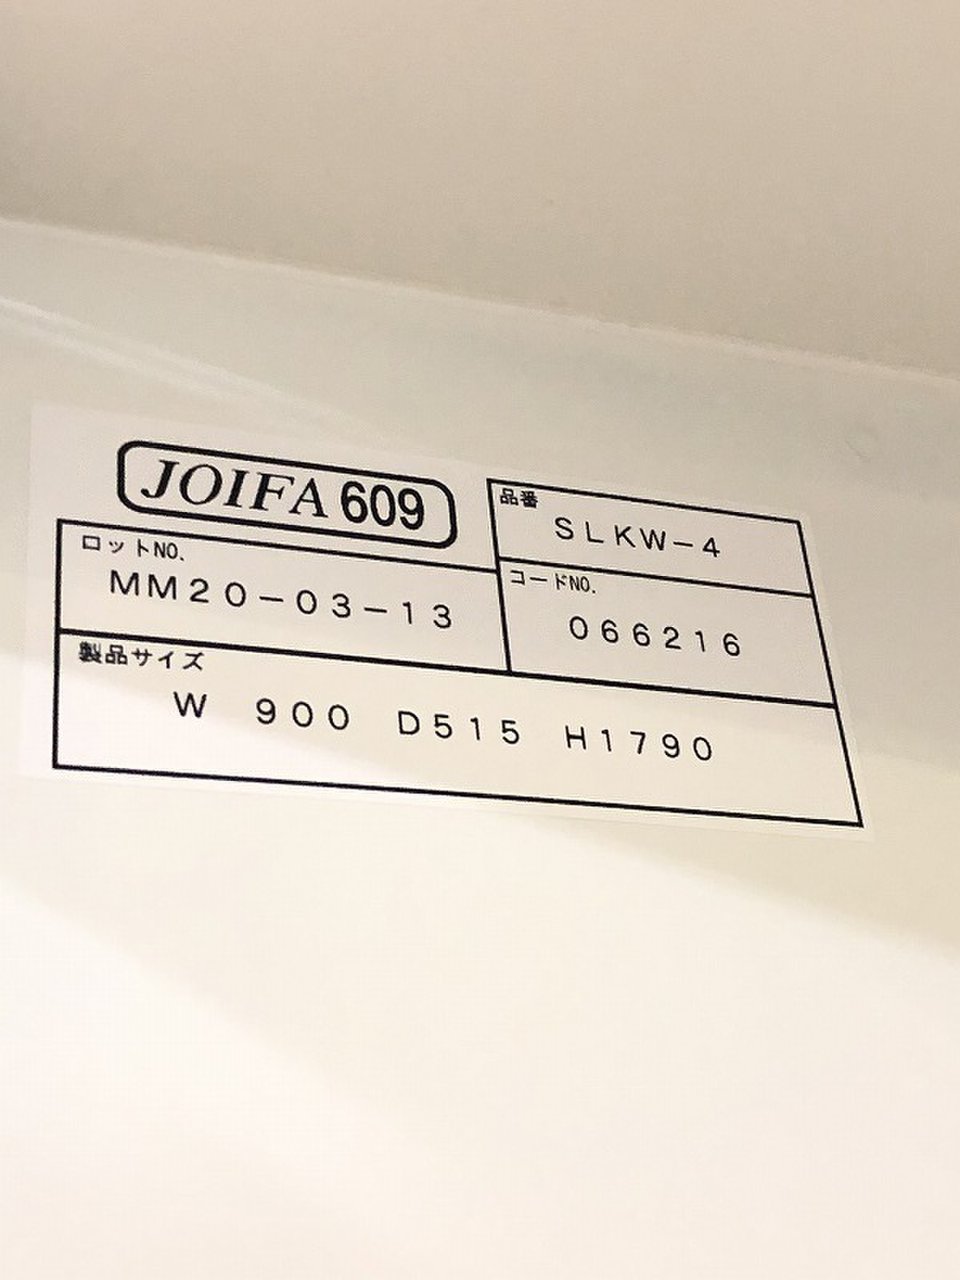 JOIFA 609
品番
SLKW-4
ロットNO.
MM20-03-13
コードNO.
066216
製品サイズ
W 900 D515 H1790